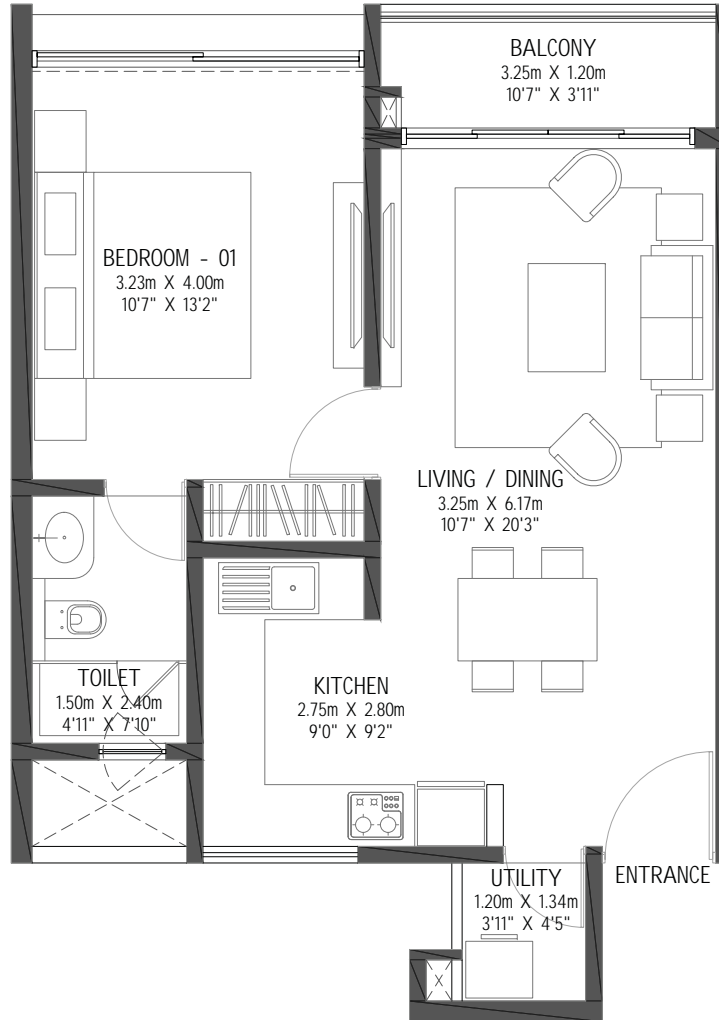 BALCONY
3.25m X 1.20m
10'7" X 3'11"
BEDROOM - 01
3.23m X 4.00m
10'7" X 13'2"
LIVING / DINING
3.25m X 6.17m
10'7" X 20'3"
TOILET
1.50m X 2.40m
4'11" X 7'10"
KITCHEN
2.75m X 2.80m
9'0" X 9'2"
UTILITY
1.20m X 1.34m
3'11" X 4'5"
ENTRANCE